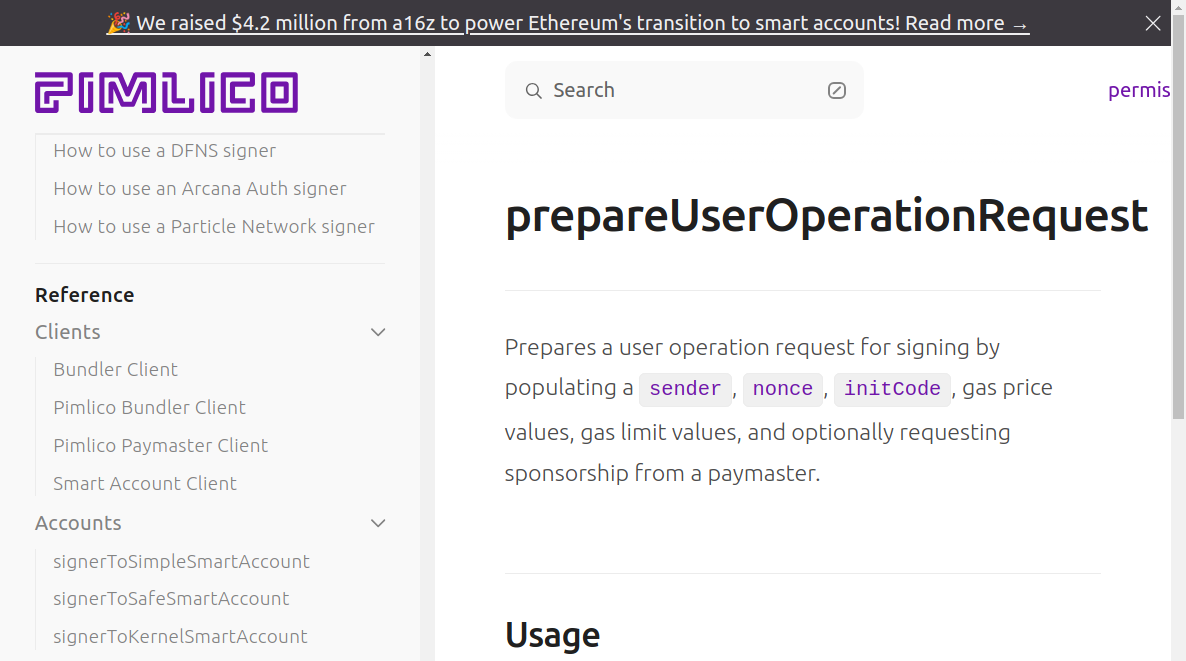 🎉 We raised $4.2 million from a16z to power Ethereum's transition to smart accounts! Read more →
PIMLICO
How to use a DFNS signer
How to use an Arcana Auth signer
How to use a Particle Network signer
Reference
Clients
Bundler Client
Pimlico Bundler Client
Pimlico Paymaster Client
Smart Account Client
Accounts
signerToSimpleSmartAccount
signerToSafeSmartAccount
signerToKernelSmartAccount
Search
permis
prepareUserOperationRequest
Prepares a user operation request for signing by
populating a sender, nonce, initCode, gas price
values, gas limit values, and optionally requesting
sponsorship from a paymaster.
Usage